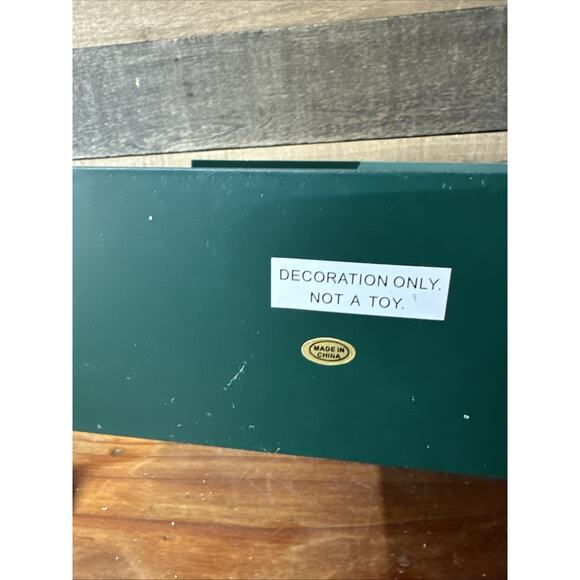 DECORATION ONLY.
NOT A TOY.
MADE IN
CHINA